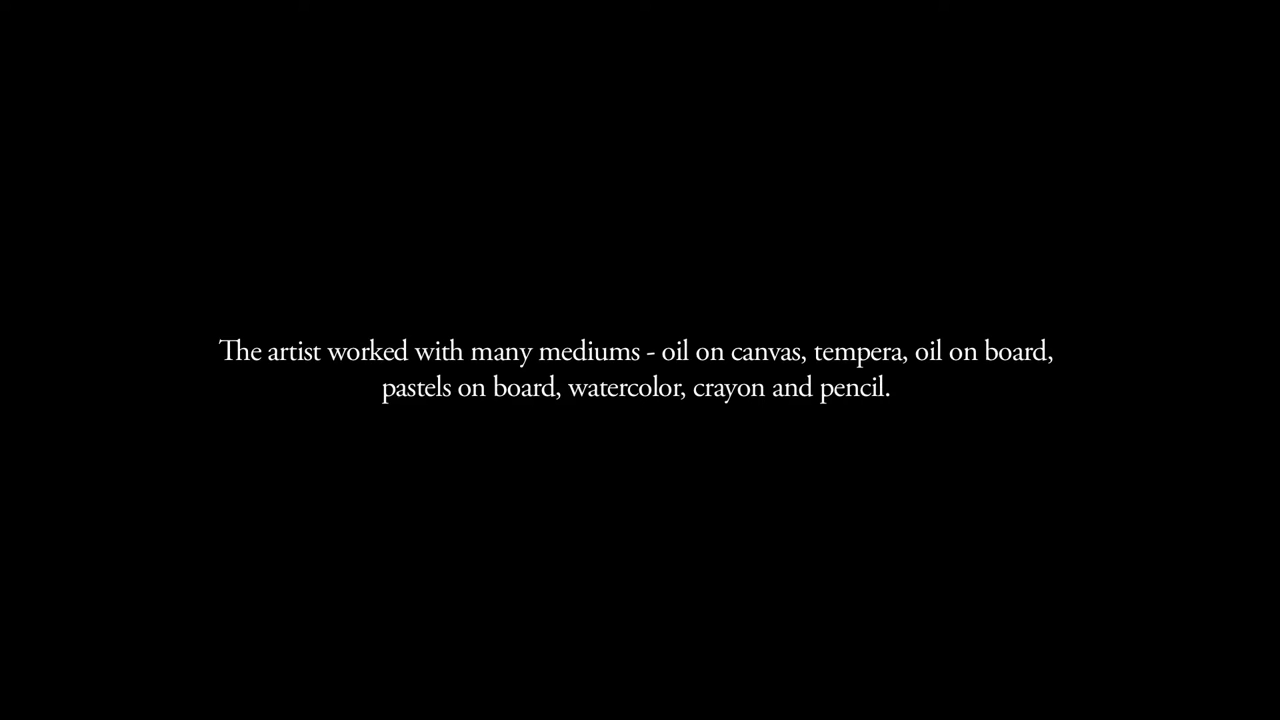 The artist worked with many mediums - oil on canvas, tempera, oil on board,
pastels on board, watercolor, crayon and pencil.